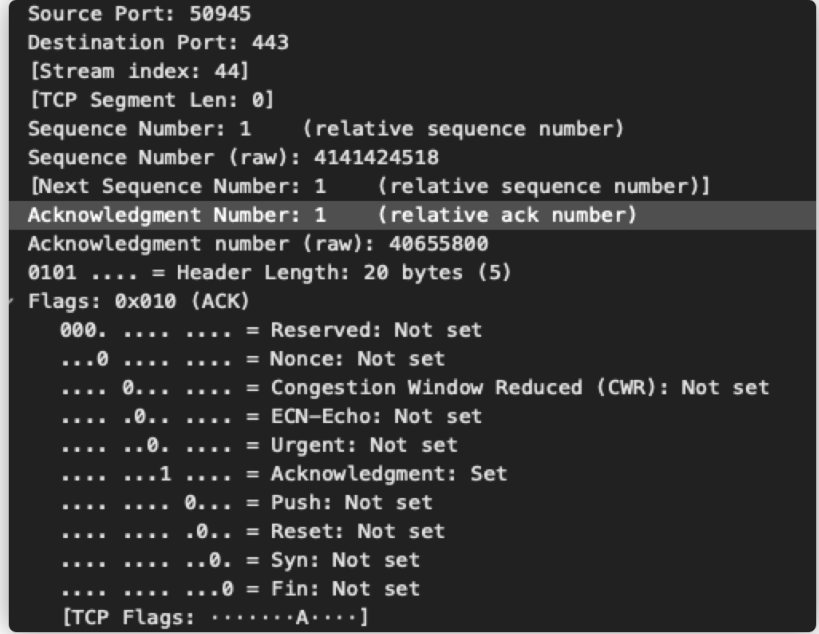 Source Port: 50945
Destination Port: 443
[Stream index: 44]
[TCP Segment Len: 0]
Sequence Number: 1    (relative sequence number)
Sequence Number (raw): 4141424518
[Next Sequence Number: 1    (relative sequence number)]
Acknowledgment Number: 1    (relative ack number)
Acknowledgment number (raw): 40655800
0101 .... = Header Length: 20 bytes (5)
Flags: 0x010 (ACK)
000. .... .... = Reserved: Not set
...0 .... .... = Nonce: Not set
.... 0... .... = Congestion Window Reduced (CWR): Not set
.... .0.. .... = ECN-Echo: Not set
.... ..0. .... = Urgent: Not set
.... ...1 .... = Acknowledgment: Set
.... .... 0... = Push: Not set
.... .... .0.. = Reset: Not set
.... .... ..0. = Syn: Not set
.... .... ...0 = Fin: Not set
[TCP Flags: ·······A····]